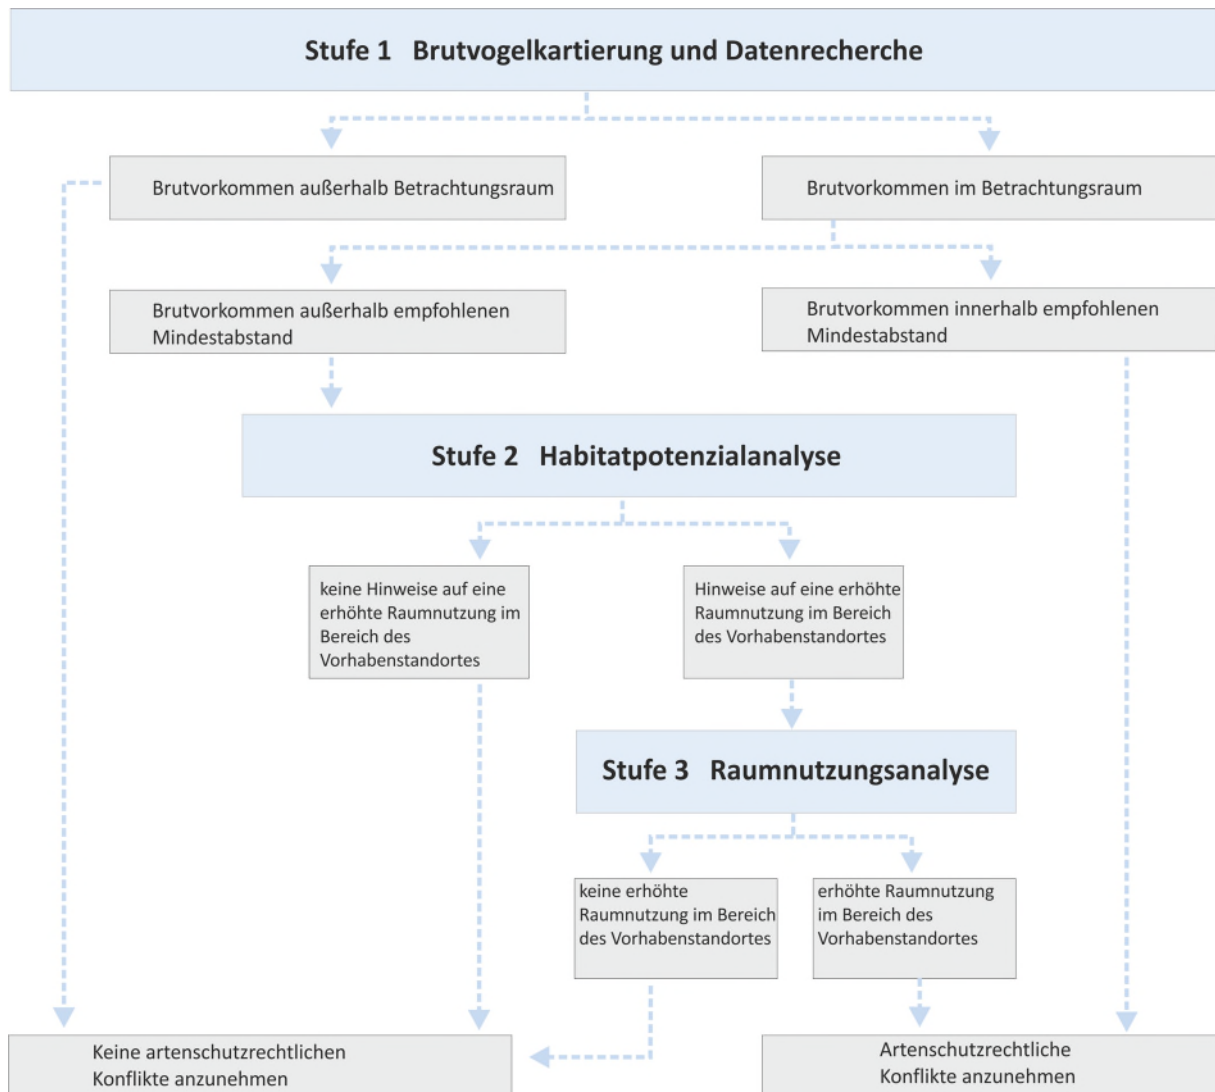 Stufe 1 Brutvogelkartierung und Datenrecherche
Brutvorkommen außerhalb Betrachtungsraum
Brutvorkommen im Betrachtungsraum
Brutvorkommen außerhalb empfohlenen
Mindestabstand
Brutvorkommen innerhalb empfohlenen
Mindestabstand
Stufe 2 Habitatpotenzialanalyse
keine Hinweise auf eine
erhöhte Raumnutzung im
Bereich des
Vorhabenstandortes
Hinweise auf eine erhöhte
Raumnutzung im Bereich
des Vorhabenstandortes
Stufe 3 Raumnutzungsanalyse
keine erhöhte
Raumnutzung im Bereich
des Vorhabenstandortes
erhöhte Raumnutzung
im Bereich des
Vorhabenstandortes
Keine artenschutzrechtlichen
Konflikte anzunehmen
Artenschutzrechtliche
Konflikte anzunehmen